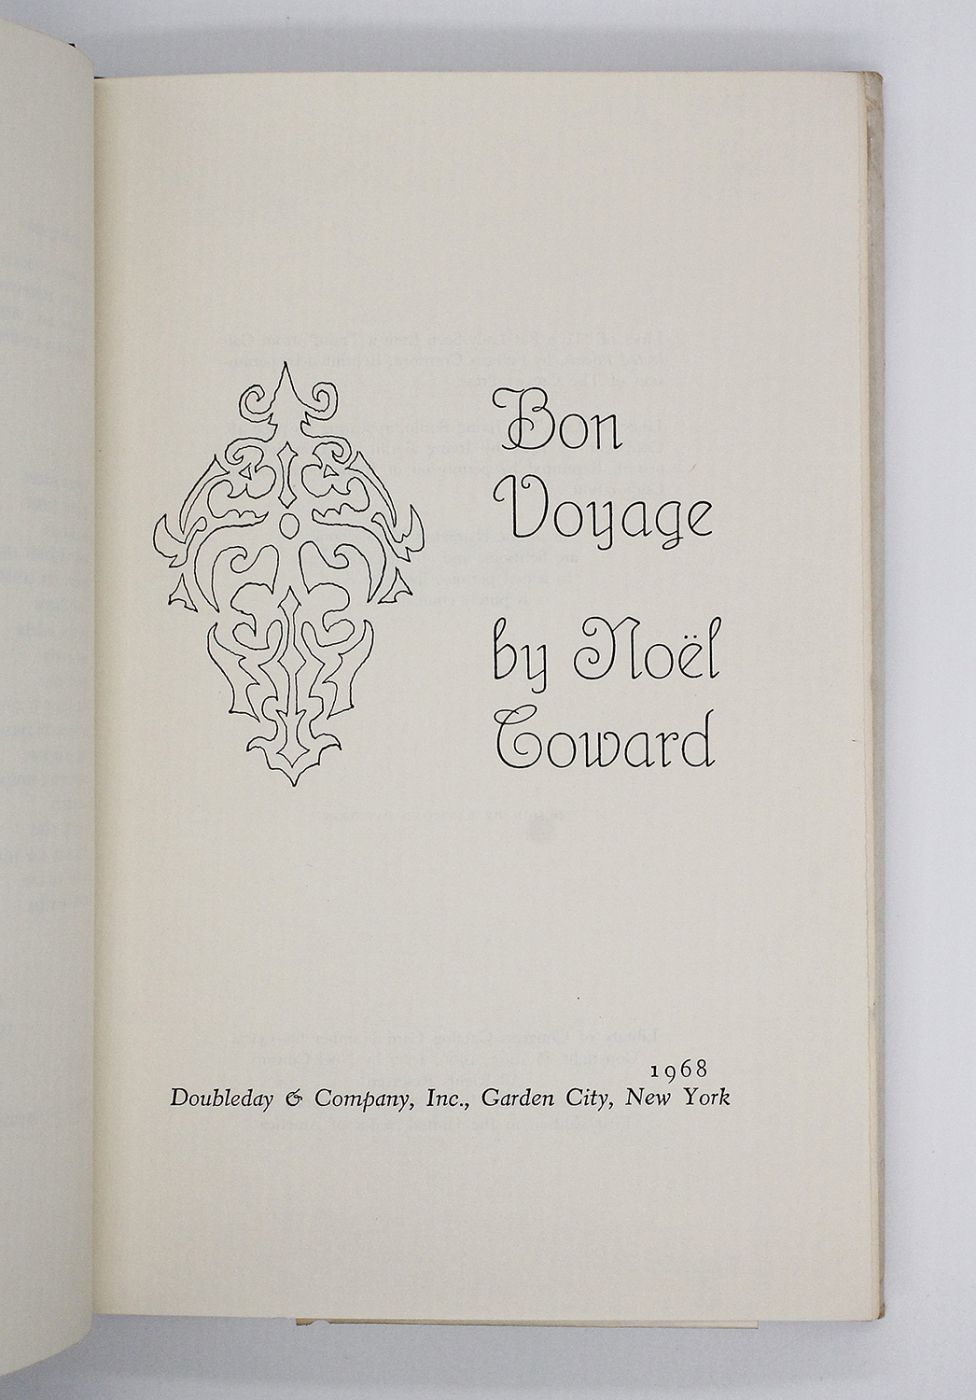 Bon
Voyage
by Noël
Coward
1968
Doubleday & Company, Inc., Garden City, New York